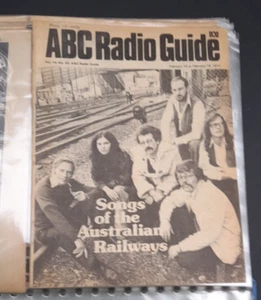 ABC Radio Guide
Songs
of the
Australian
Railways